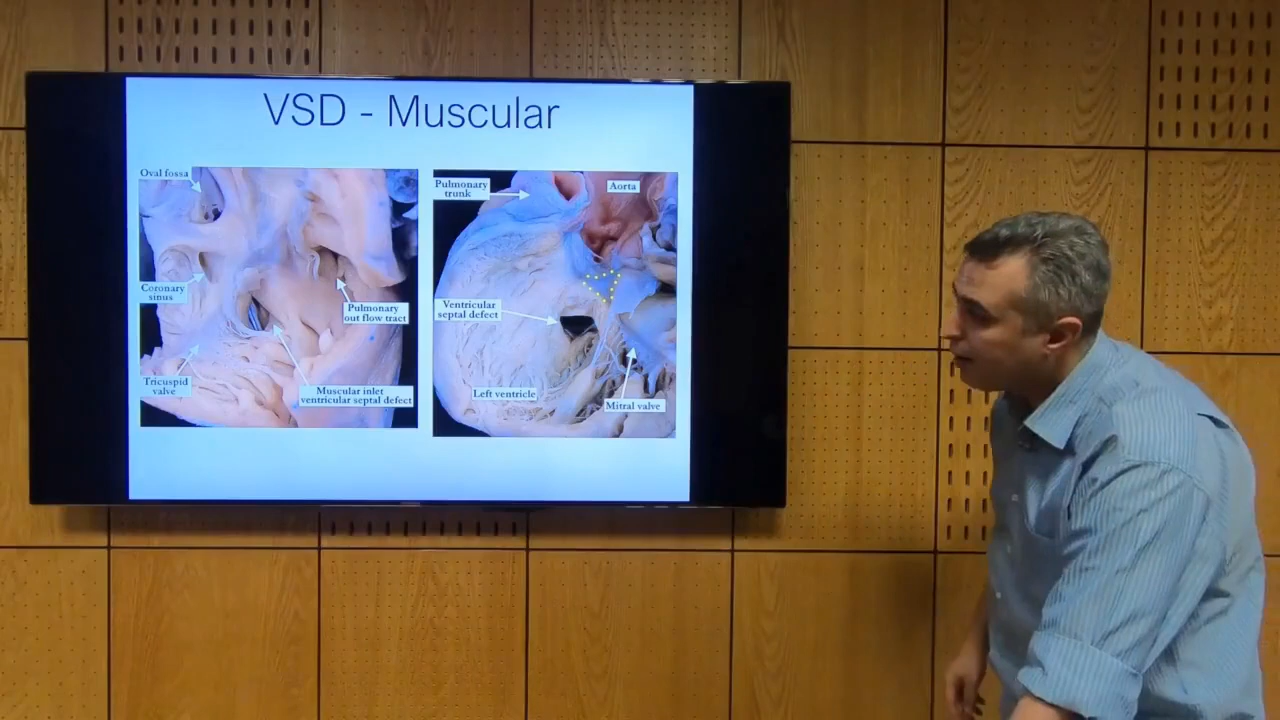 VSD - Muscular
Oval fossa
Coronary
sinus
Tricuspid
valve
Pulmonary
out flow tract
Muscular inlet
ventricular septal defect
Pulmonary
trunk
Aorta
Ventricular
septal defect
Left ventricle
Mitral valve